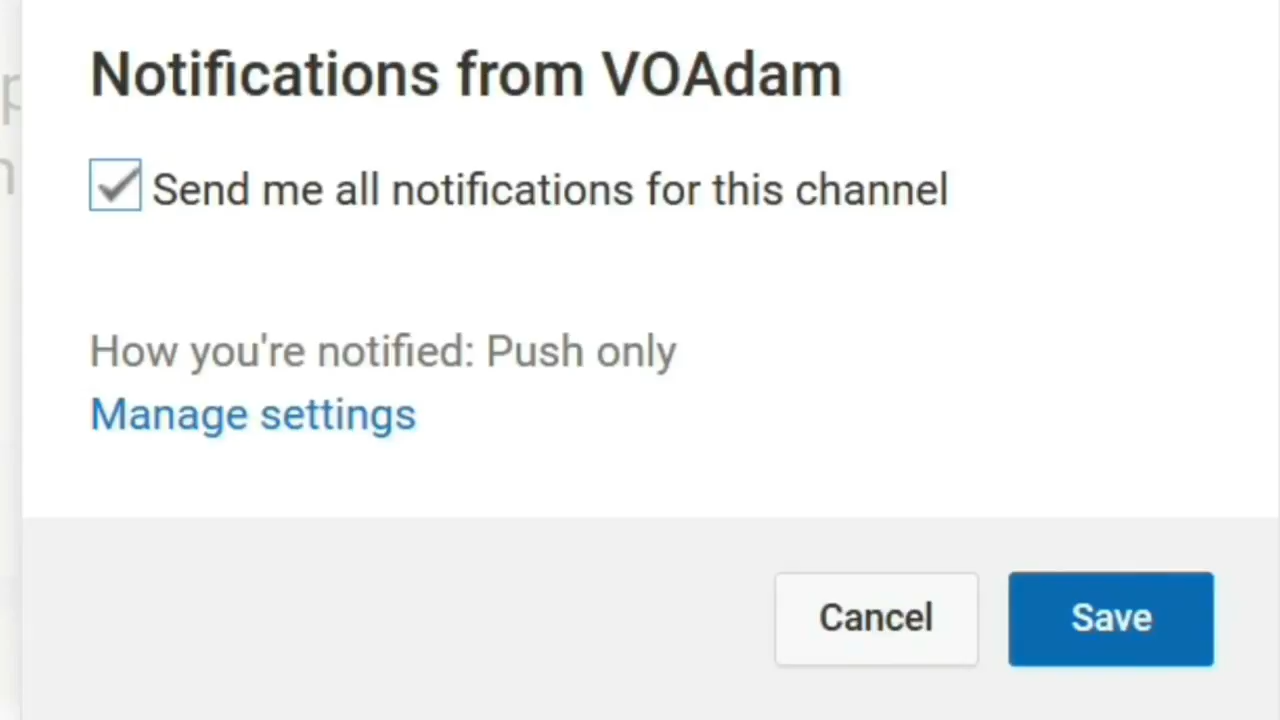 Notifications from VOAdam
Send me all notifications for this channel
How you're notified: Push only
Manage settings
Cancel
Save